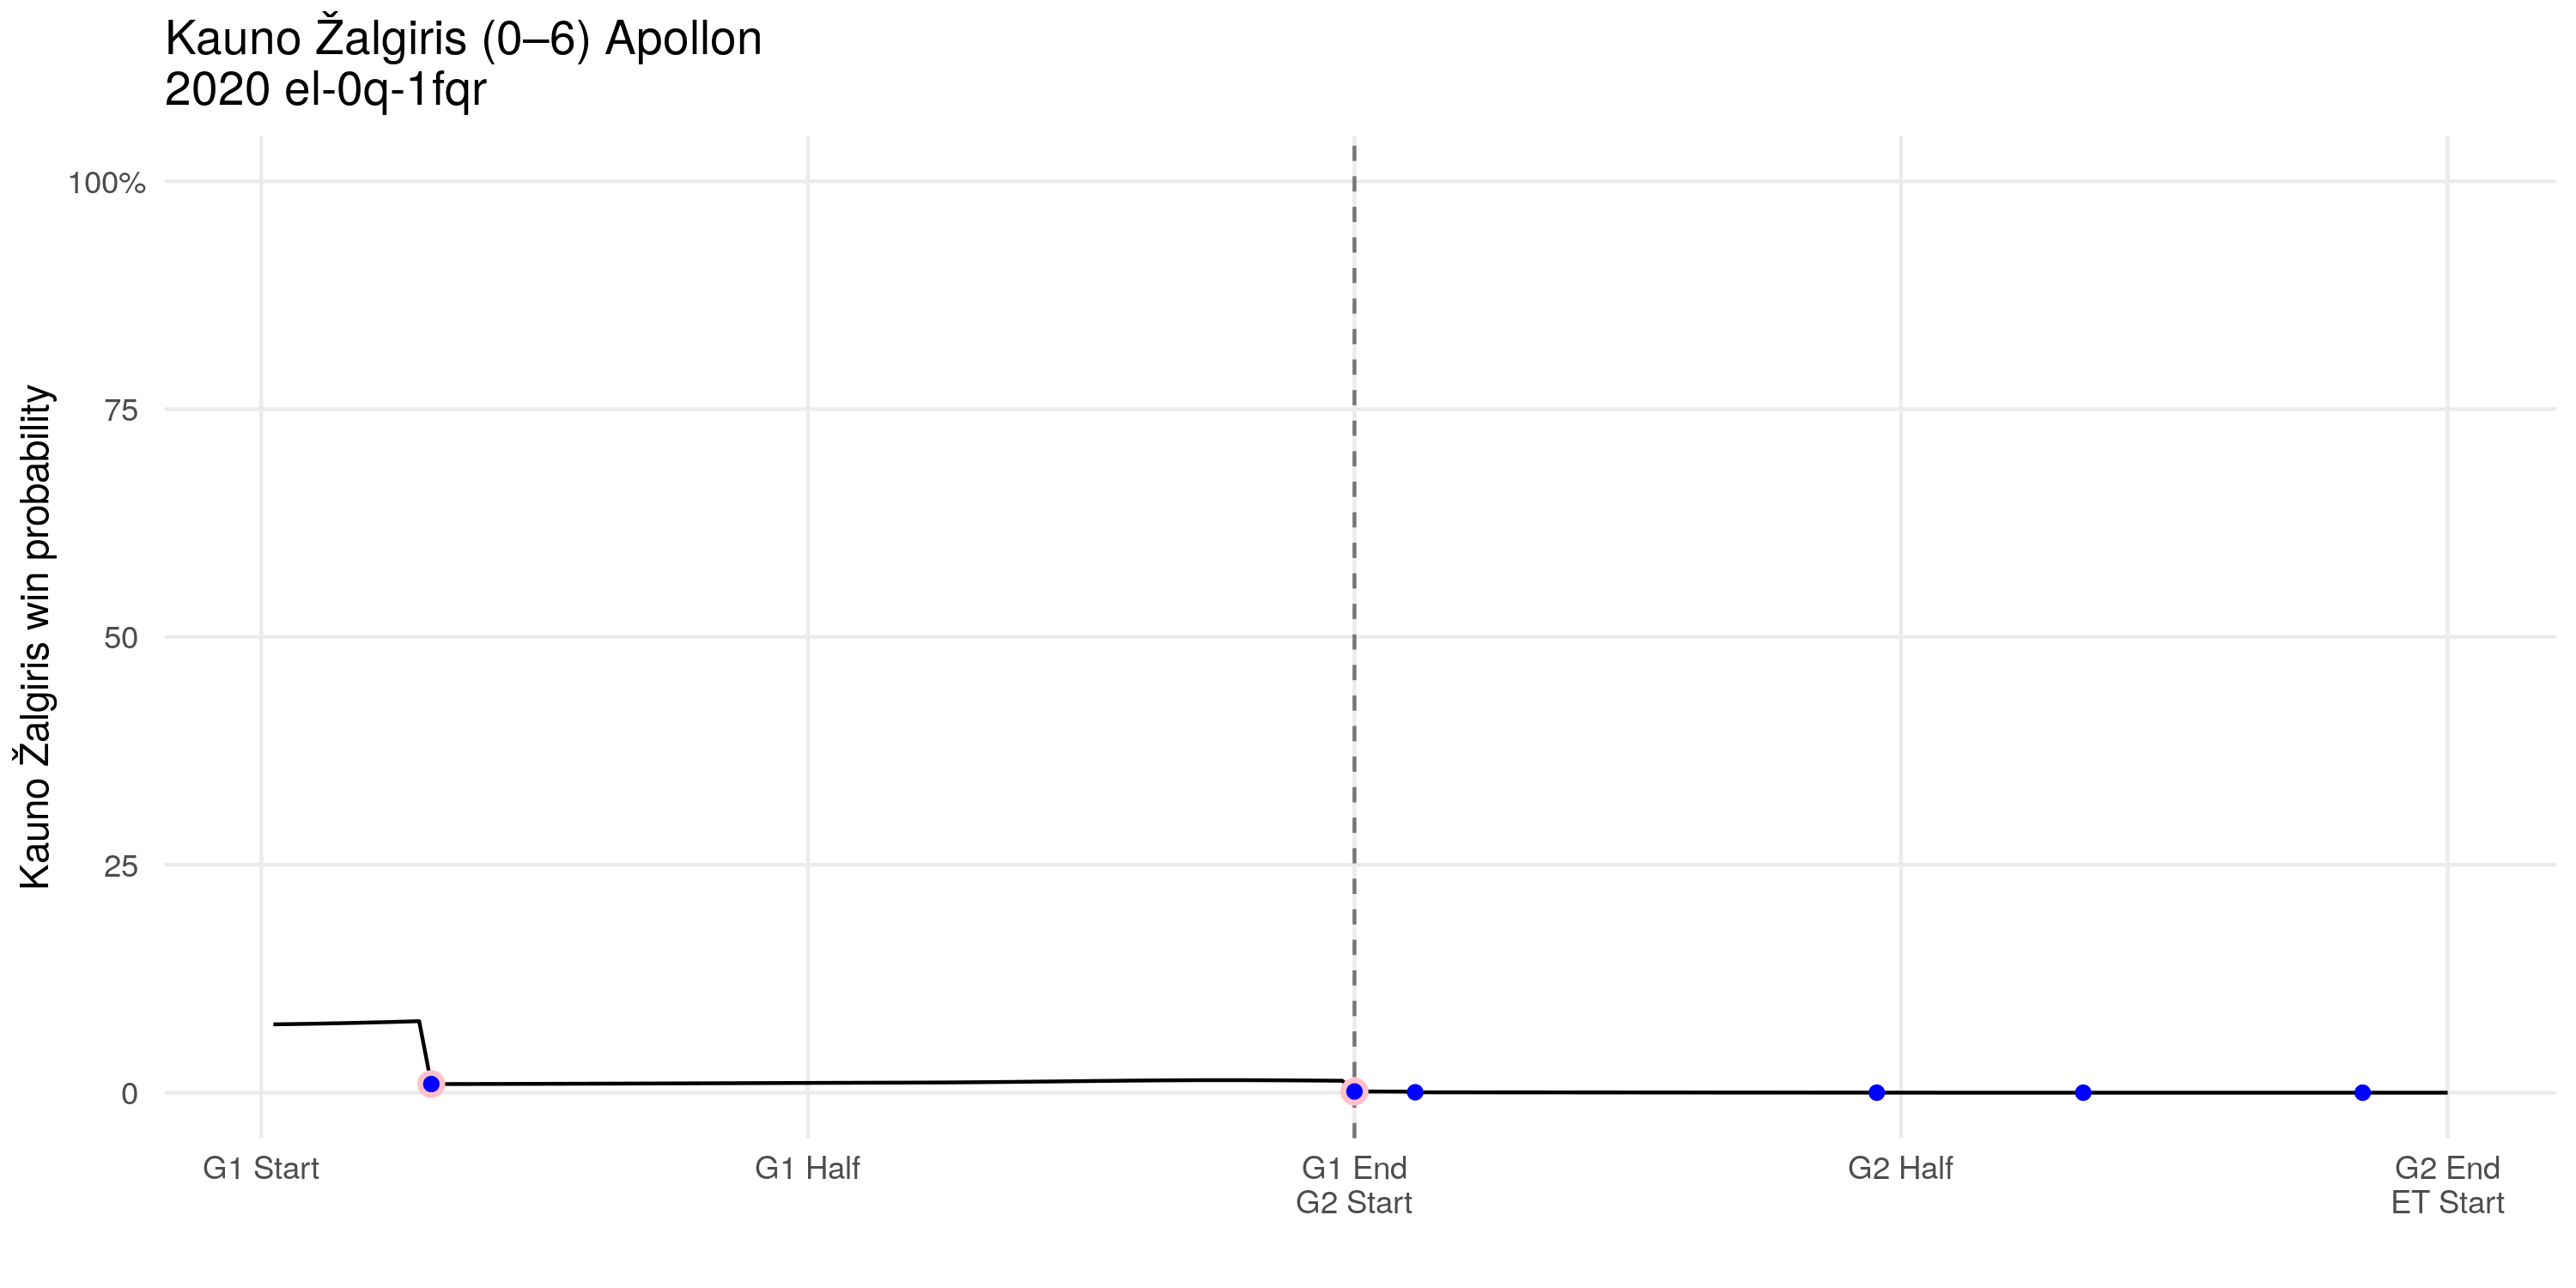 Kauno Žalgiris (0–6) Apollon
2020 el-0q-1fqr
Kauno Žalgiris win probability
100%
75
50
25
0
G1 Start
G1 Half
G1 End
G2 Start
G2 Half
G2 End
ET Start